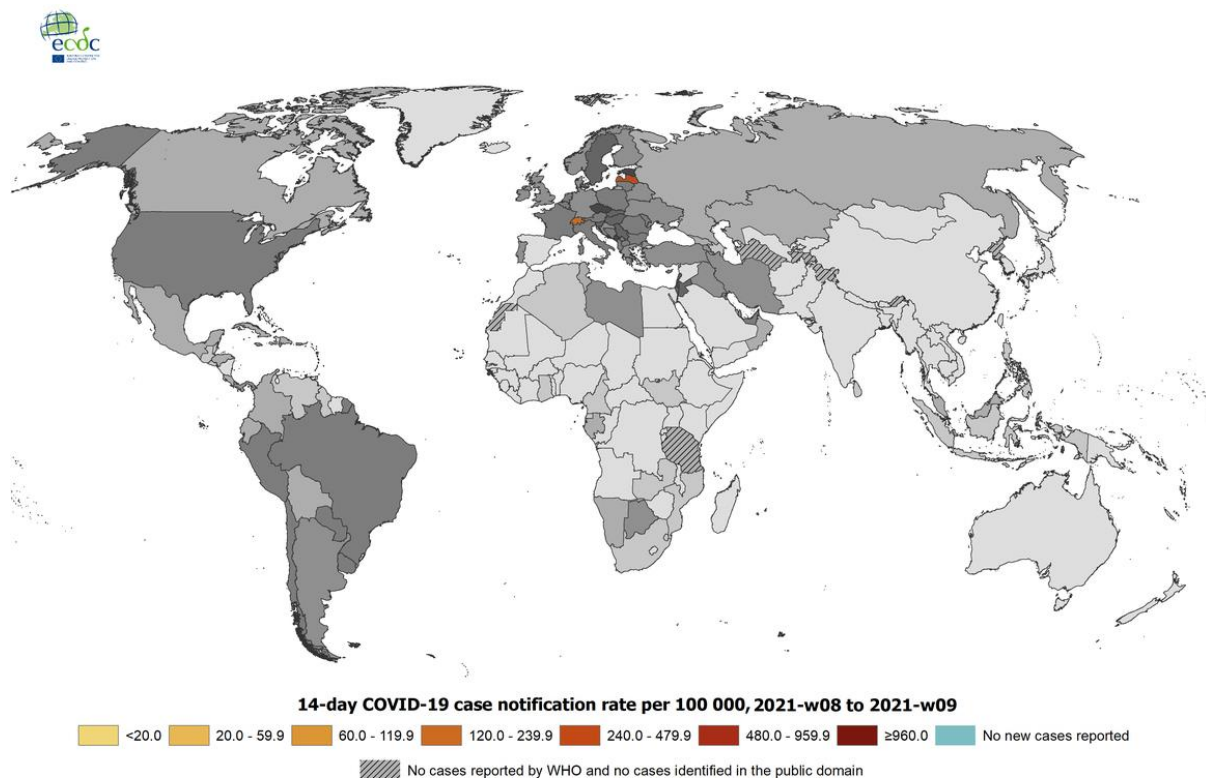 ecdc
14-day COVID-19 case notification rate per 100 000, 2021-w08 to 2021-w09
<20.0 20.0 - 59.9 60.0 - 119.9 120.0 - 239.9 240.0 - 479.9 480.0 - 959.9 ≥960.0 No new cases reported
No cases reported by WHO and no cases identified in the public domain